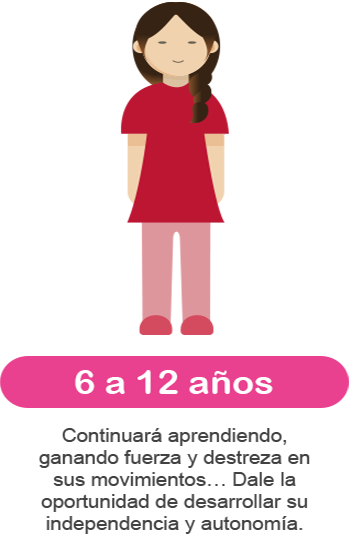 6 a 12 años
Continuará aprendiendo,
ganando fuerza y destreza en
sus movimientos… Dale la
oportunidad de desarrollar su
independencia y autonomía.